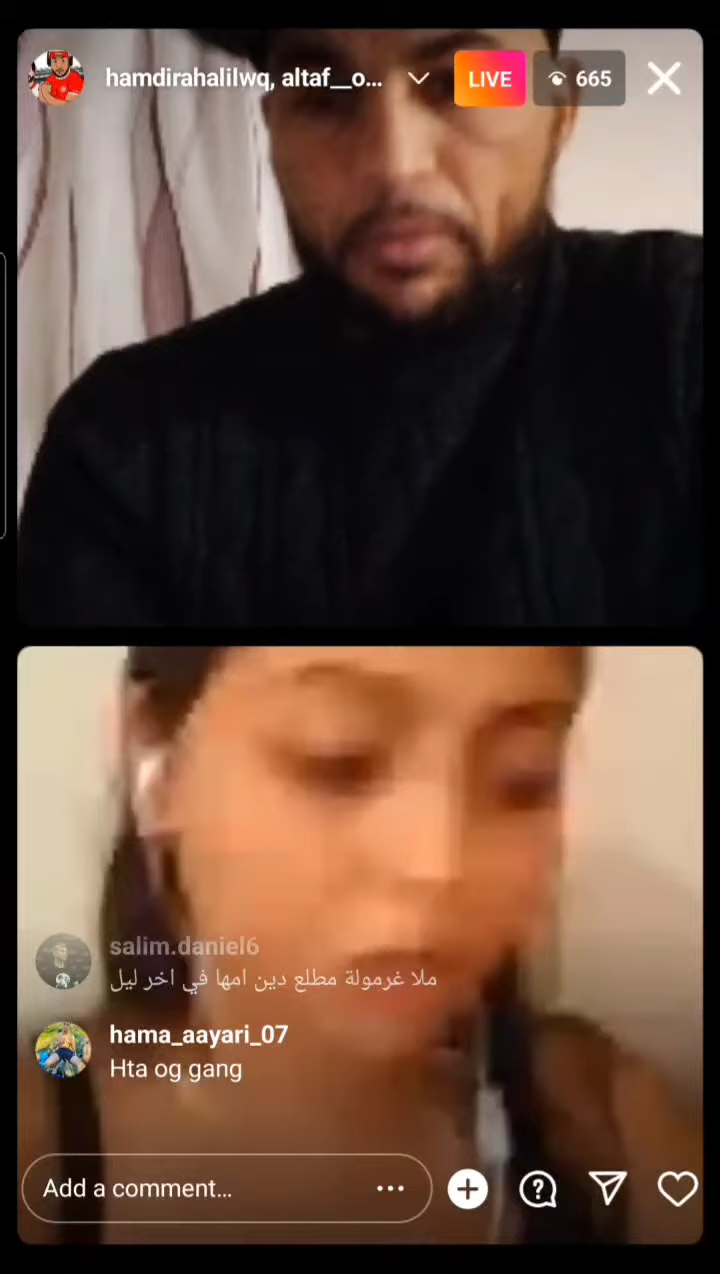 hamdirahalilwq, altaf__o...
LIVE
665
salim.daniel6
ملا غرمولة مطلع دين امها في اخر ليل
hama_aayari_07
Hta og gang
Add a comment...